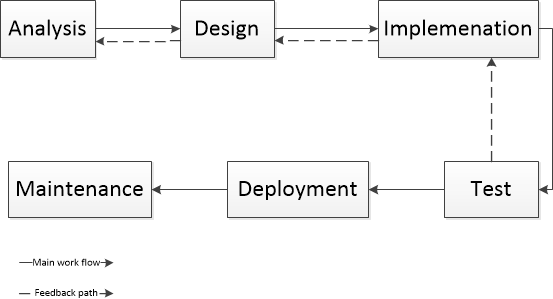 Analysis
Design
Implemenation
Maintenance
Deployment
Test
Main work flow
Feedback path